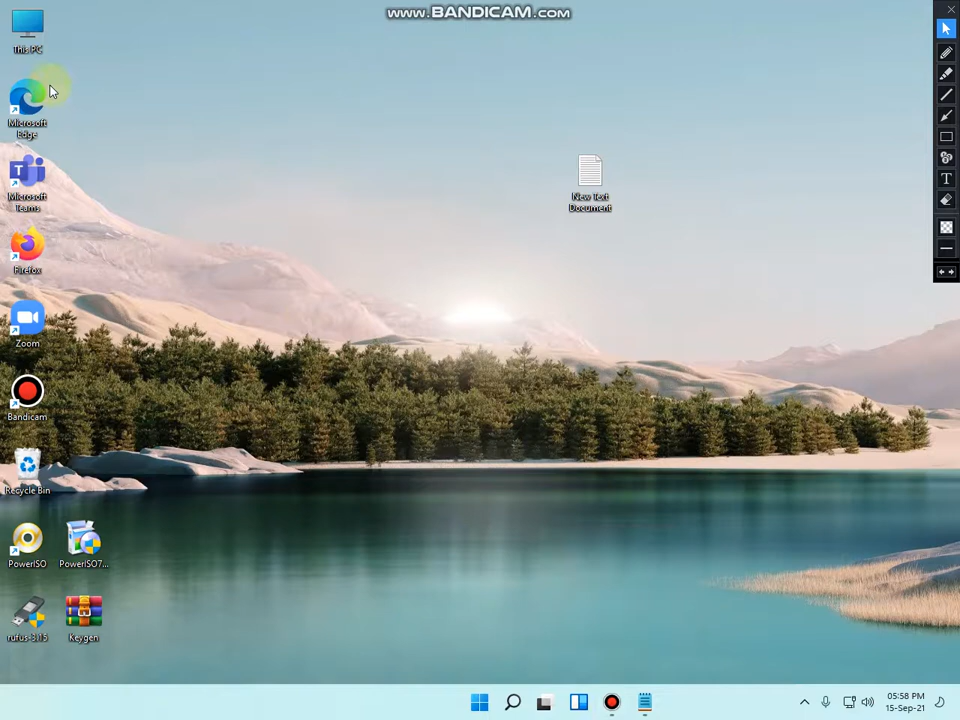 www.BANDICAM.com
This PC
Microsoft
Edge
Microsoft
Teams
Firefox
Zoom
Bandicam
Recycle Bin
PowerISO
PowerISO7...
rufus-3.15
Keygen
New Text
Document
T
05:58 PM
15-Sep-21